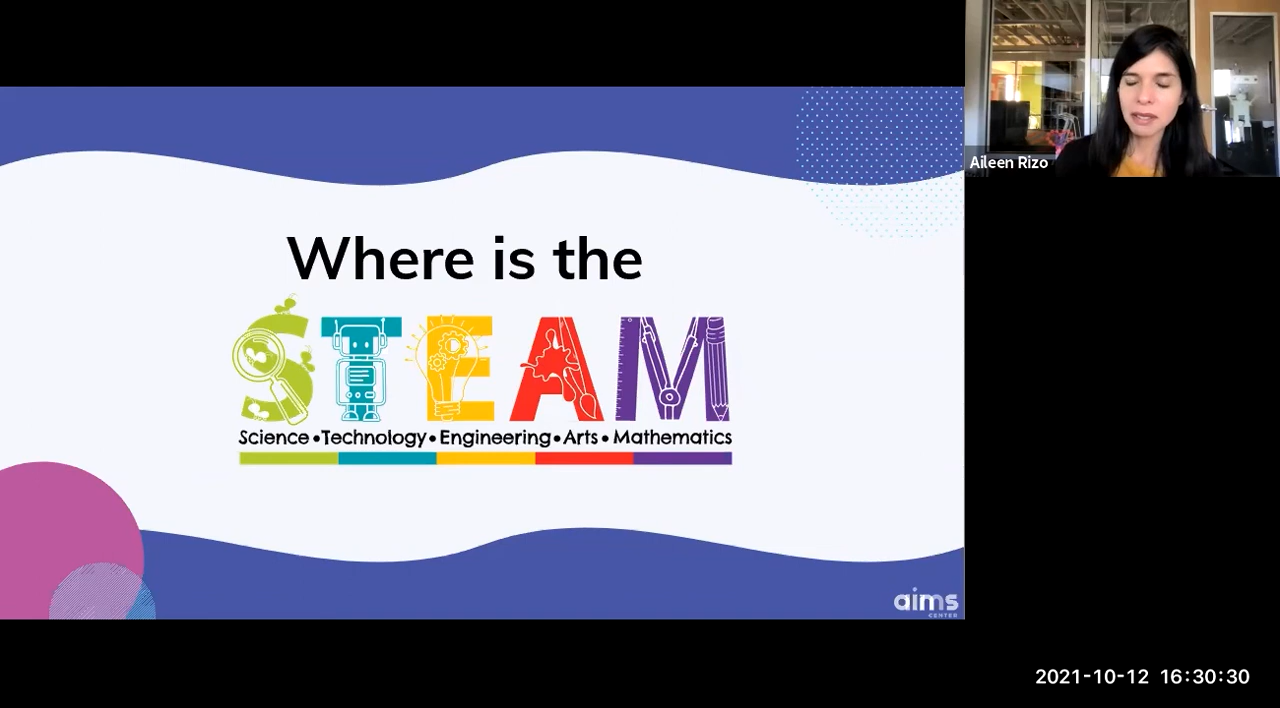 Where is the
STEAM
Science•Technology•Engineering•Arts•Mathematics
aims
CENTER
Aileen Rizo
2021-10-12 16:30:30